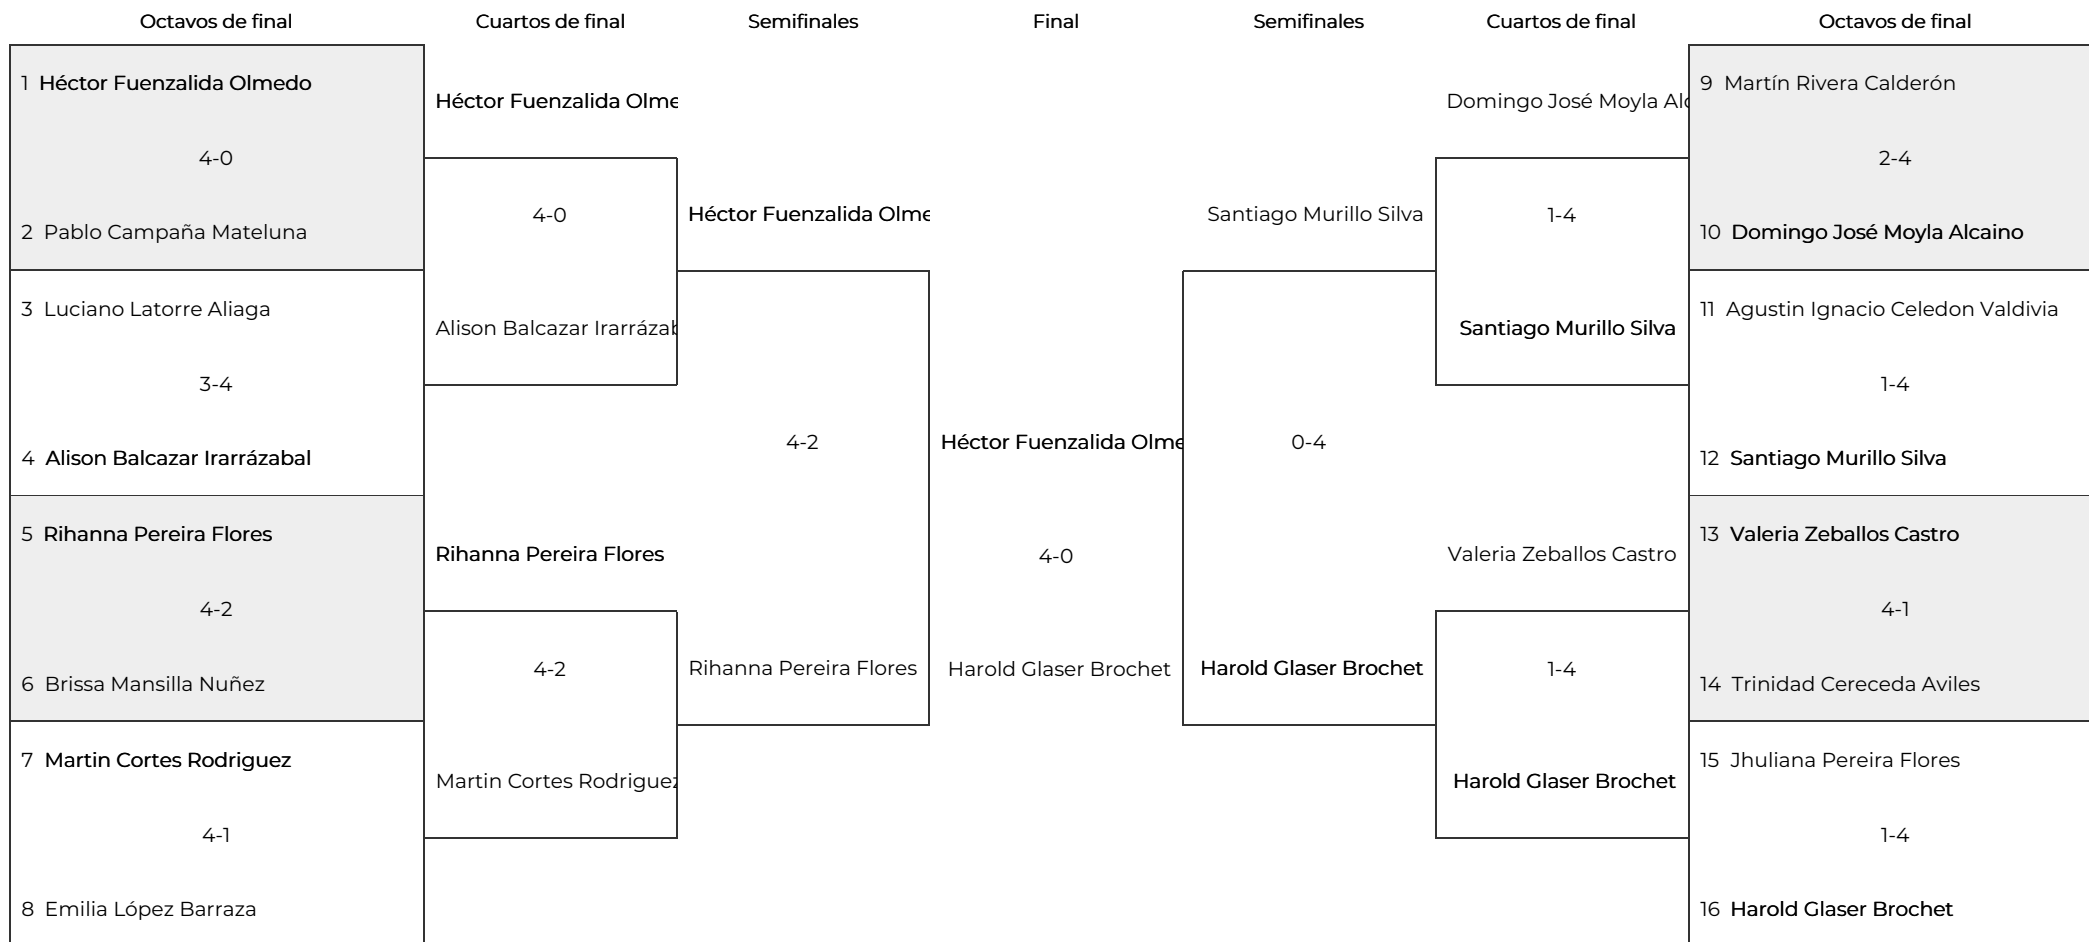 Octavos de final Cuartos de final Semifinales Final Semifinales Cuartos de final Octavos de final
1 Héctor Fuenzalida Olmedo
4-0
2 Pablo Campaña Mateluna
3 Luciano Latorre Aliaga
3-4
4 Alison Balcazar Irarrázabal
5 Rihanna Pereira Flores
4-2
6 Brissa Mansilla Nuñez
7 Martin Cortes Rodriguez
4-1
8 Emilia López Barraza
Héctor Fuenzalida Olme
4-0
Alison Balcazar Irarrázab
Rihanna Pereira Flores
4-2
Martin Cortes Rodriguez
Héctor Fuenzalida Olme
4-2
Rihanna Pereira Flores
Héctor Fuenzalida Olme
4-0
Harold Glaser Brochet
Santiago Murillo Silva
0-4
Harold Glaser Brochet
Domingo José Moyla Alc
1-4
Santiago Murillo Silva
Valeria Zeballos Castro
1-4
Harold Glaser Brochet
9 Martín Rivera Calderón
2-4
10 Domingo José Moyla Alcaino
11 Agustin Ignacio Celedon Valdivia
1-4
12 Santiago Murillo Silva
13 Valeria Zeballos Castro
4-1
14 Trinidad Cereceda Aviles
15 Jhuliana Pereira Flores
1-4
16 Harold Glaser Brochet